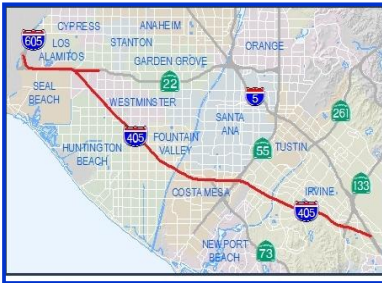 CYPRESS
ANAHEIM
605
LOS
ALAMITOS
STANTON
ORANGE
GARDEN GROVE
22
SEAL
BEACH
5
WESTMINSTER
261
405
FOUNTAIN
VALLEY
SANTA
ANA
HUNTINGTON
BEACH
55
TUSTIN
COSTA MESA
IRVINE
133
405
NEWPORT
BEACH
73